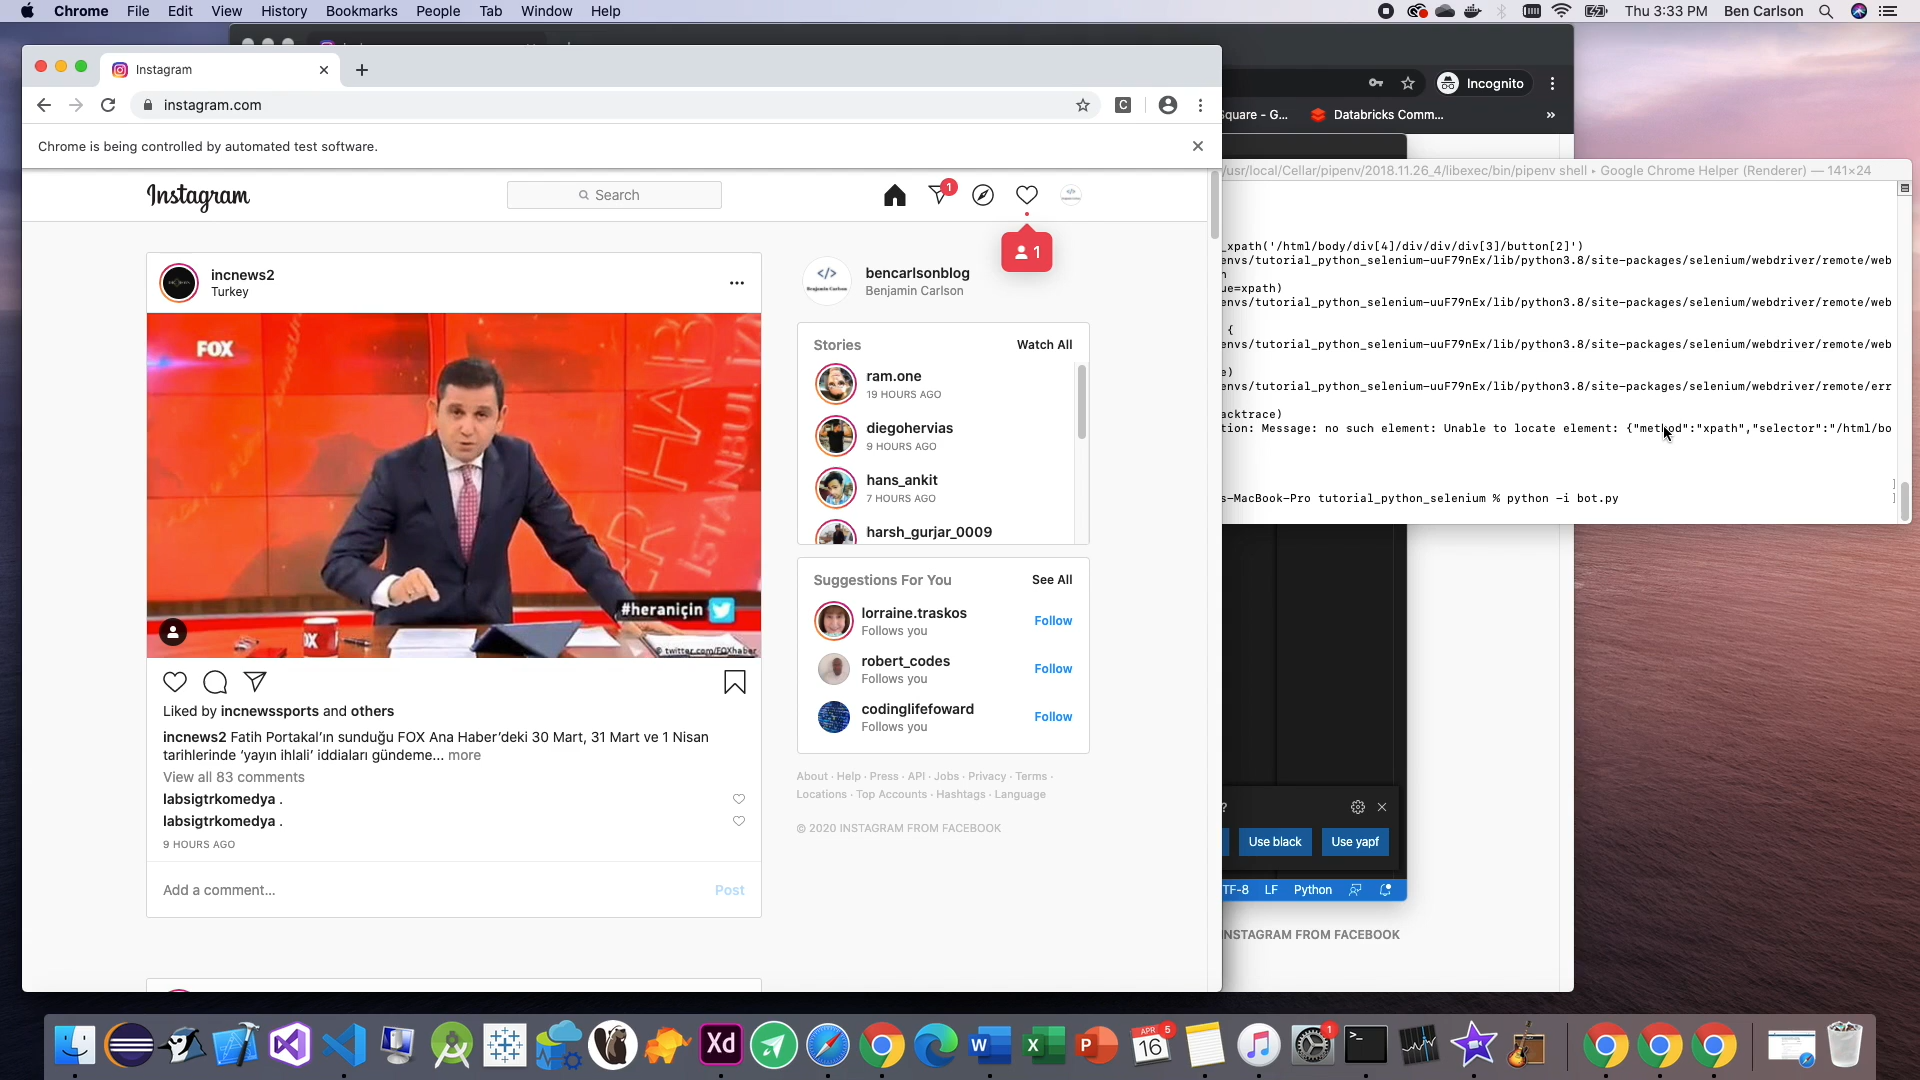 Chrome File Edit View History Bookmarks People Tab Window Help
Thu 3:33 PM Ben Carlson
Instagram
instagram.com
Incognito
Square - G... Databricks Comm... »
Chrome is being controlled by automated test software.
/usr/local/Cellar/pipenv/2018.11.26_4/libexec/bin/pipenv shell ▸ Google Chrome Helper (Renderer) — 141×24
Instagram
Search
1
1
incnews2
Turkey
FOX
İSTANBUL
#heraniçin
© twitter.com/FOXhaber
Liked by incnewssports and others
incnews2 Fatih Portakal'ın sunduğu FOX Ana Haber'deki 30 Mart, 31 Mart ve 1 Nisan
tarihlerinde 'yayın ihlali' iddiaları gündeme... more
View all 83 comments
labsigtrkomedya .
labsigtrkomedya .
9 HOURS AGO
Add a comment... Post
bencarlsonblog
Benjamin Carlson
Stories Watch All
ram.one
19 HOURS AGO
diegohervias
9 HOURS AGO
hans_ankit
7 HOURS AGO
harsh_gurjar_0009
Suggestions For You See All
lorraine.traskos
Follows you
Follow
robert_codes
Follows you
Follow
codinglifefoward
Follows you
Follow
About · Help · Press · API · Jobs · Privacy · Terms ·
Locations · Top Accounts · Hashtags · Language
© 2020 INSTAGRAM FROM FACEBOOK
_xpath('/html/body/div[4]/div/div/div[3]/button[2]')
envs/tutorial_python_selenium-uuF79nEx/lib/python3.8/site-packages/selenium/webdriver/remote/web
n
ue=xpath)
envs/tutorial_python_selenium-uuF79nEx/lib/python3.8/site-packages/selenium/webdriver/remote/web
{
envs/tutorial_python_selenium-uuF79nEx/lib/python3.8/site-packages/selenium/webdriver/remote/web
e)
envs/tutorial_python_selenium-uuF79nEx/lib/python3.8/site-packages/selenium/webdriver/remote/err
acktrace)
tion: Message: no such element: Unable to locate element: {"method":"xpath","selector":"/html/bo
s-MacBook-Pro tutorial_python_selenium % python -i bot.py
?
Use black Use yapf
TF-8 LF Python
INSTAGRAM FROM FACEBOOK
Xd
W
X
P
APR
16
5
1
>_